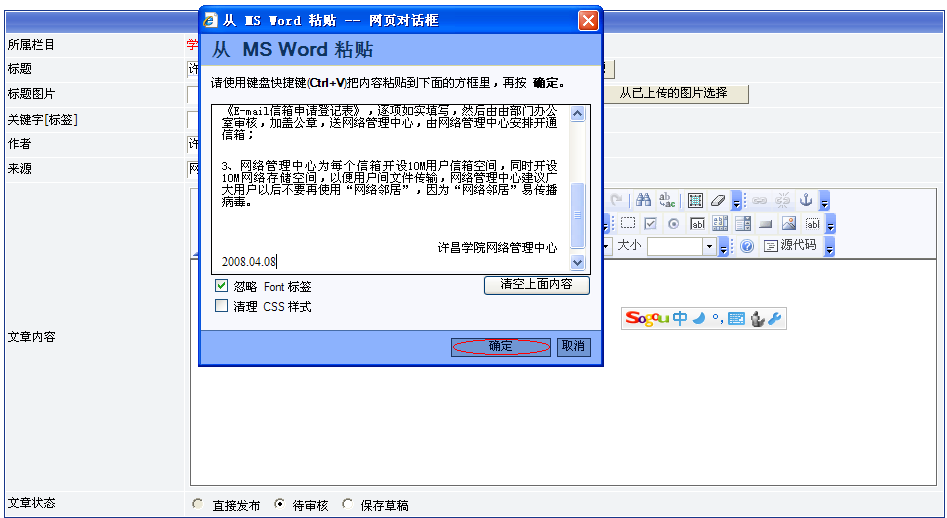 从 MS Word 粘贴 -- 网页对话框
从 MS Word 粘贴
请使用键盘快捷键(Ctrl+V)把内容粘贴到下面的方框里，再按 确定。
《E-mail信箱申请登记表》，逐项如实填写，然后由由部门办公
室审核，加盖公章，送网络管理中心，由网络管理中心安排开通
信箱；
3、网络管理中心为每个信箱开设10M用户信箱空间，同时开设
10M网络存储空间，以便用户间文件传输，网络管理中心建议广
大用户以后不要再使用“网络邻居”，因为“网络邻居”易传播
病毒。
许昌学院网络管理中心
2008.04.08
忽略 Font 标签
清空上面内容
清理 CSS 样式
确定 取消
所属栏目 学
标题 许
标题图片 从已上传的图片选择
关键字[标签]
作者 许
来源 网
ab ac
abl
abl
大小 源代码
Sogou 中
文章内容
文章状态 直接发布 待审核 保存草稿